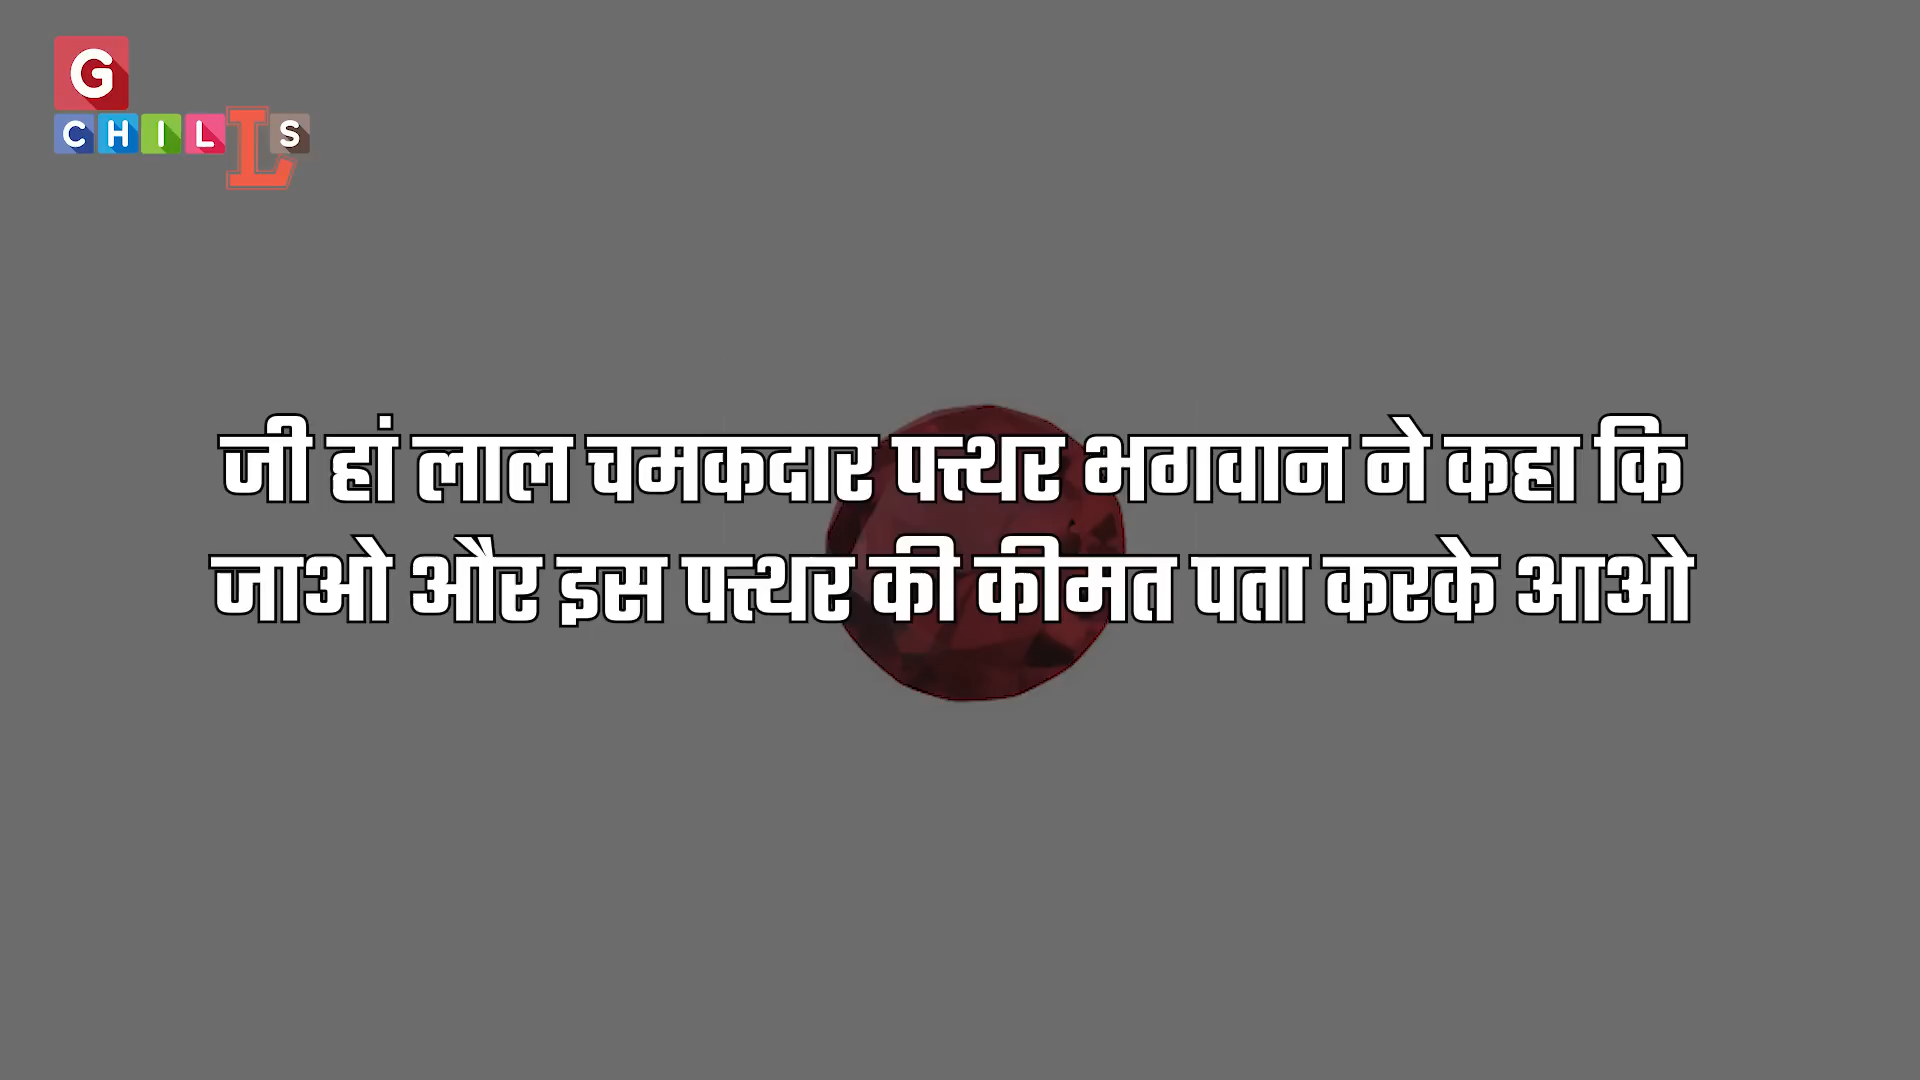 G
CHILLS
जी हां लाल चमकदार पत्त्थर भगवान ने कहा कि
जाओ और इस पत्त्थर की कीमत पता करके आओ